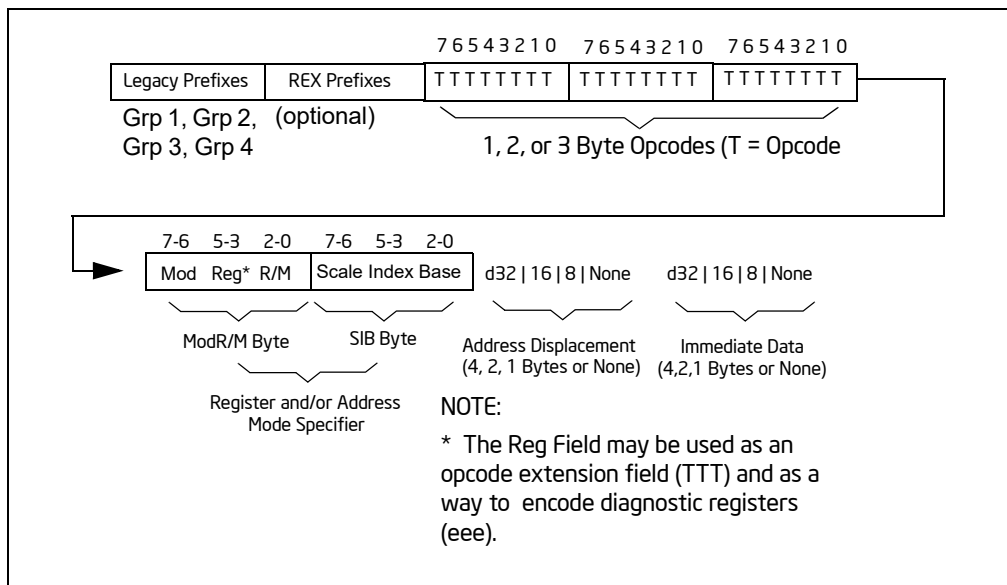 7 6 5 4 3 2 1 0 7 6 5 4 3 2 1 0 7 6 5 4 3 2 1 0
Legacy Prefixes REX Prefixes T T T T T T T T T T T T T T T T T T T T T T T T
Grp 1, Grp 2, (optional)
Grp 3, Grp 4
1, 2, or 3 Byte Opcodes (T = Opcode
7-6 5-3 2-0 7-6 5-3 2-0
Mod Reg* R/M Scale Index Base d32 | 16 | 8 | None d32 | 16 | 8 | None
ModR/M Byte SIB Byte Address Displacement Immediate Data
(4, 2, 1 Bytes or None) (4,2,1 Bytes or None)
Register and/or Address
Mode Specifier
NOTE:
* The Reg Field may be used as an
opcode extension field (TTT) and as a
way to encode diagnostic registers
(eee).